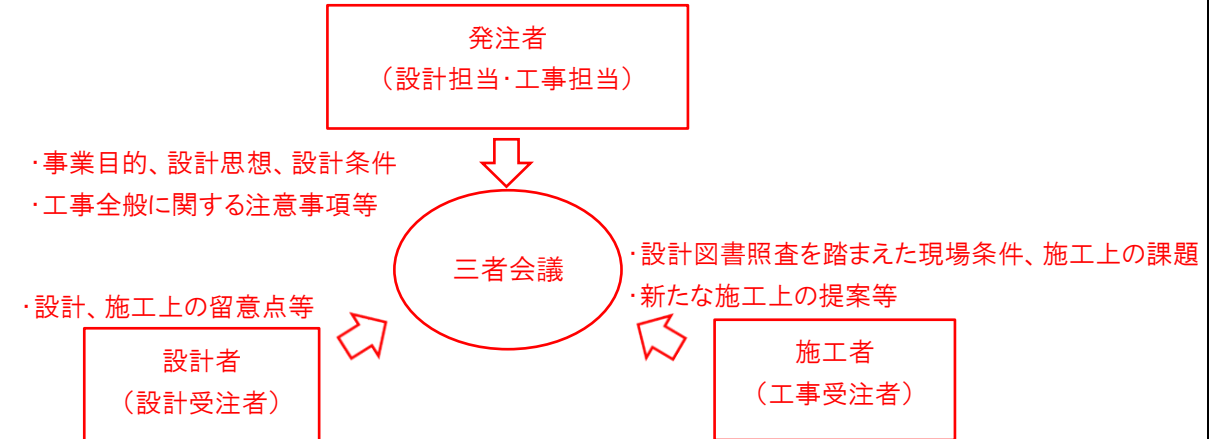 発注者
（設計担当・工事担当）
・事業目的、設計思想、設計条件
・工事全般に関する注意事項等
三者会議
・設計図書照査を踏まえた現場条件、施工上の課題
・新たな施工上の提案等
・設計、施工上の留意点等
設計者
（設計受注者）
施工者
（工事受注者）